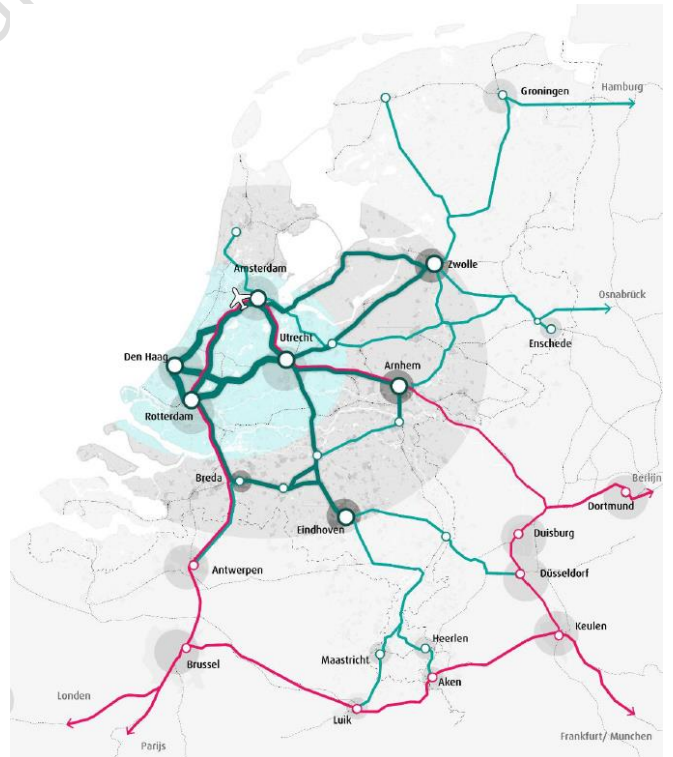 Groningen
Hamburg
Zwolle
Amsterdam
Osnabrück
Enschede
Utrecht
Den Haag
Arnhem
Rotterdam
Breda
Berlijn
Dortmund
Eindhoven
Duisburg
Antwerpen
Düsseldorf
Keulen
Heerlen
Maastricht
Brussel
Aken
Londen
Luik
Frankfurt/ Munchen
Parijs